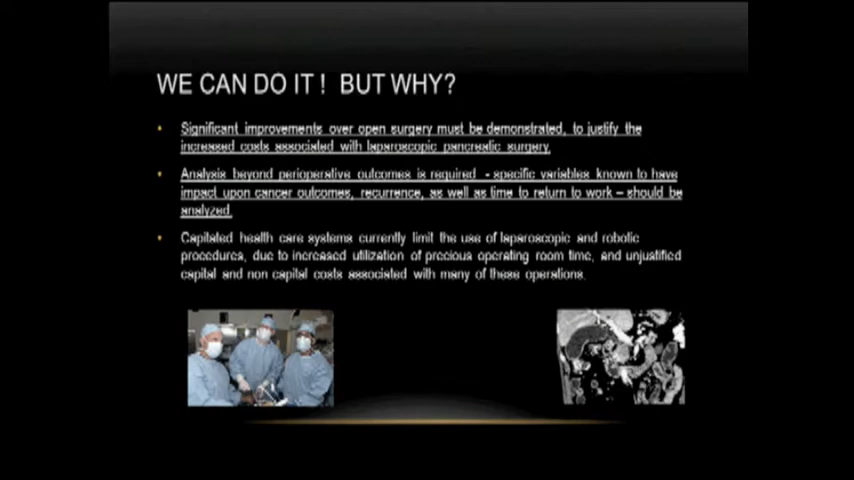 WE CAN DO IT ! BUT WHY?
• Significant improvements over open surgery must be demonstrated, to justify the
increased costs associated with laparoscopic pancreatic surgery.
• Analysis beyond perioperative outcomes is required - specific variables known to have
impact upon cancer outcomes, recurrence, as well as time to return to work – should be
analyzed.
• Capitated health care systems currently limit the use of laparoscopic and robotic
procedures, due to increased utilization of precious operating room time, and unjustified
capital and non capital costs associated with many of these operations.